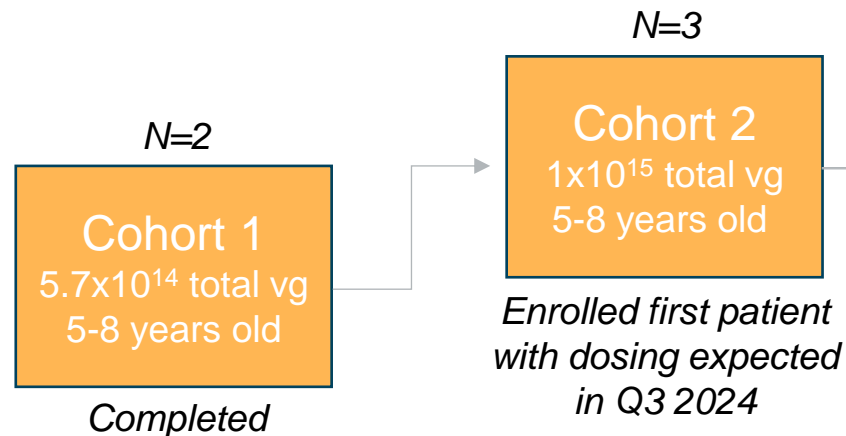 N=2
Cohort 1
5.7x10¹⁴ total vg
5-8 years old
Completed
N=3
Cohort 2
1x10¹⁵ total vg
5-8 years old
Enrolled first patient
with dosing expected
in Q3 2024